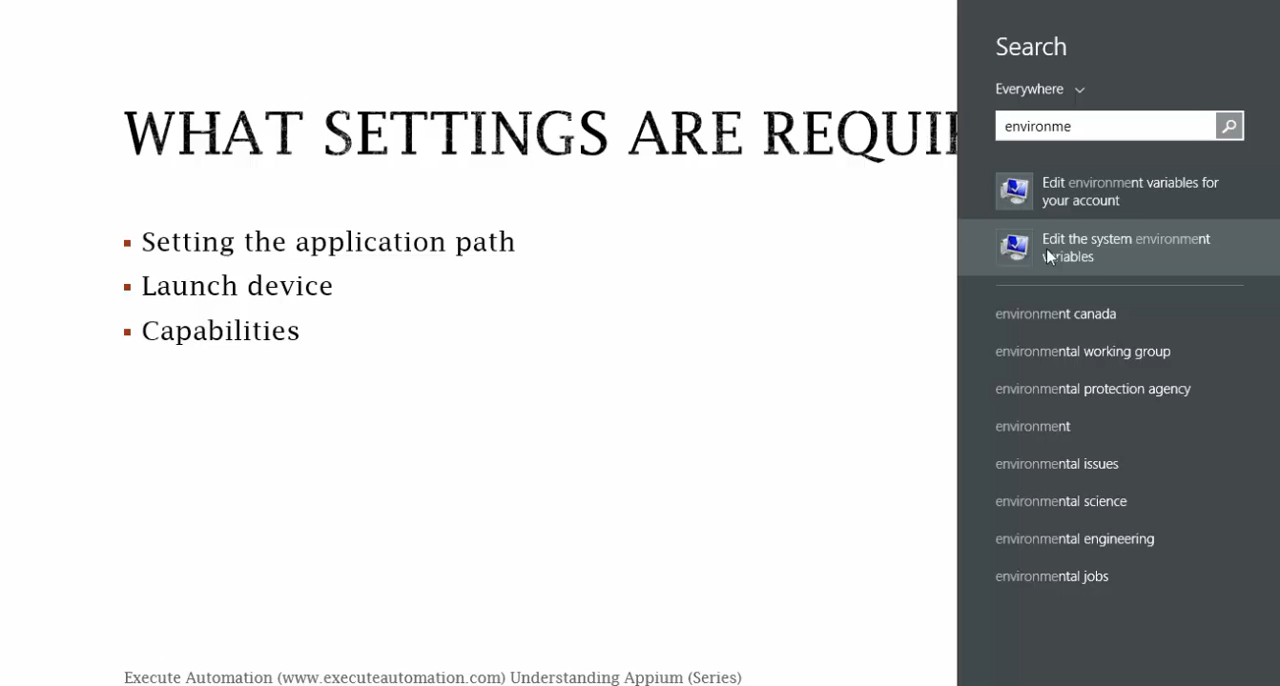 WHAT SETTINGS ARE
Setting the application path
Launch device
Capabilities
Execute Automation (www.executeautomation.com) Understanding Appium (Series)
Search
Everywhere
environme
Edit environment variables for
your account
Edit the system environment
variables
environment canada
environmental working group
environmental protection agency
environment
environmental issues
environmental science
environmental engineering
environmental jobs